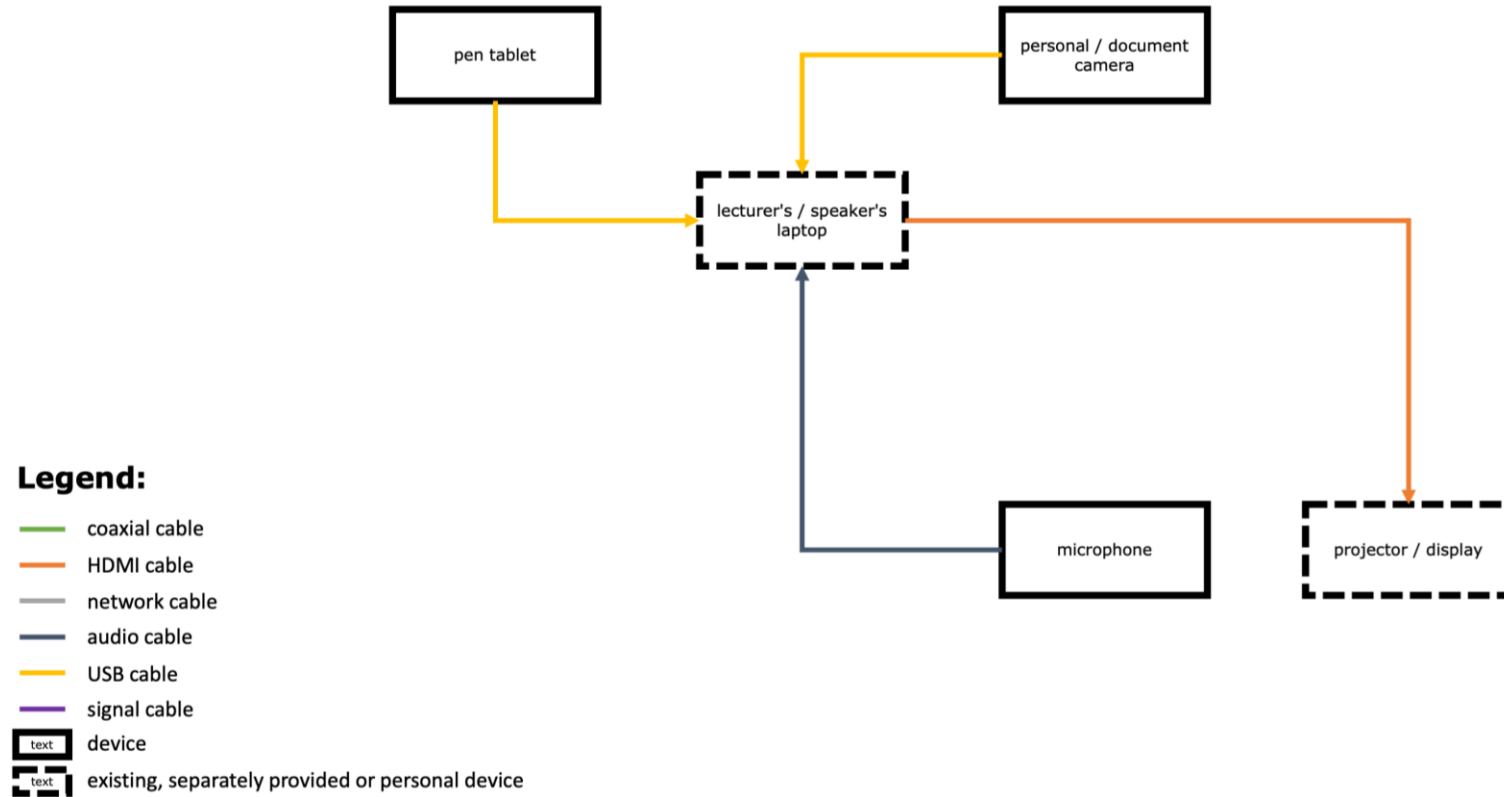 pen tablet
personal / document
camera
lecturer's / speaker's
laptop
microphone
projector / display
Legend:
coaxial cable
HDMI cable
network cable
audio cable
USB cable
signal cable
text
device
text
existing, separately provided or personal device